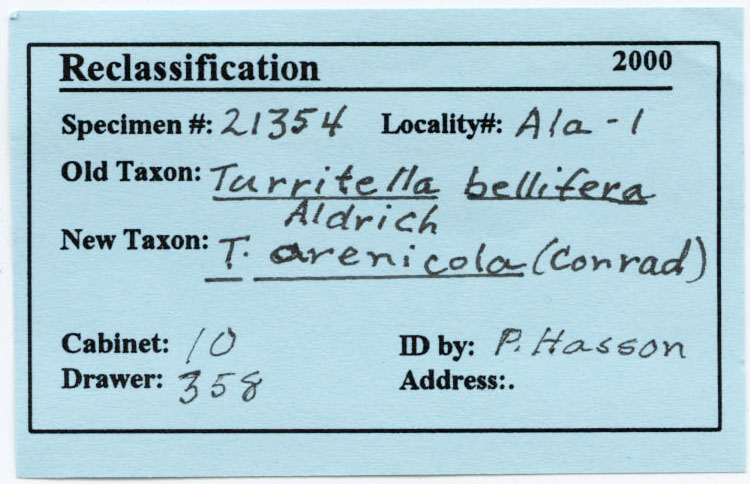 Reclassification 2000
Specimen #: 21354 Locality#: Ala-1
Old Taxon: Turritella bellifera
Aldrich
New Taxon: T. arenicola (Conrad)
Cabinet: 10 ID by: P. Hasson
Drawer: 358 Address:.